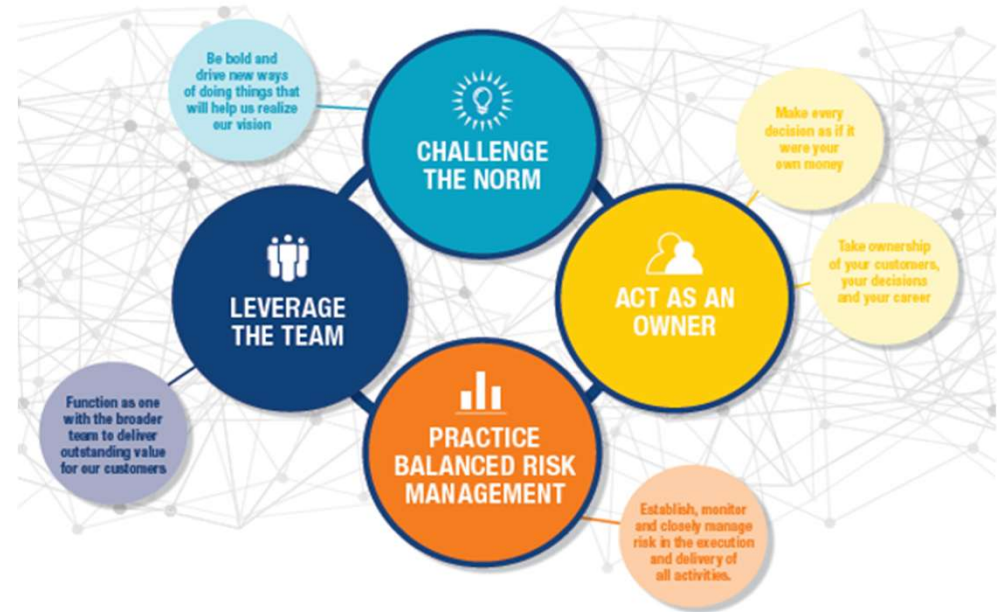 Be bold and
drive new ways
of doing things that
will help us realize
our vision
CHALLENGE
THE NORM
Make every
decision as if it
were your
own money
Take ownership
of your customers,
your decisions
and your career
ACT AS AN
OWNER
LEVERAGE
THE TEAM
Function as one
with the broader
team to deliver
outstanding value
for our customers
PRACTICE
BALANCED RISK
MANAGEMENT
Establish, monitor
and closely manage
risk in the execution
and delivery of
all activities.